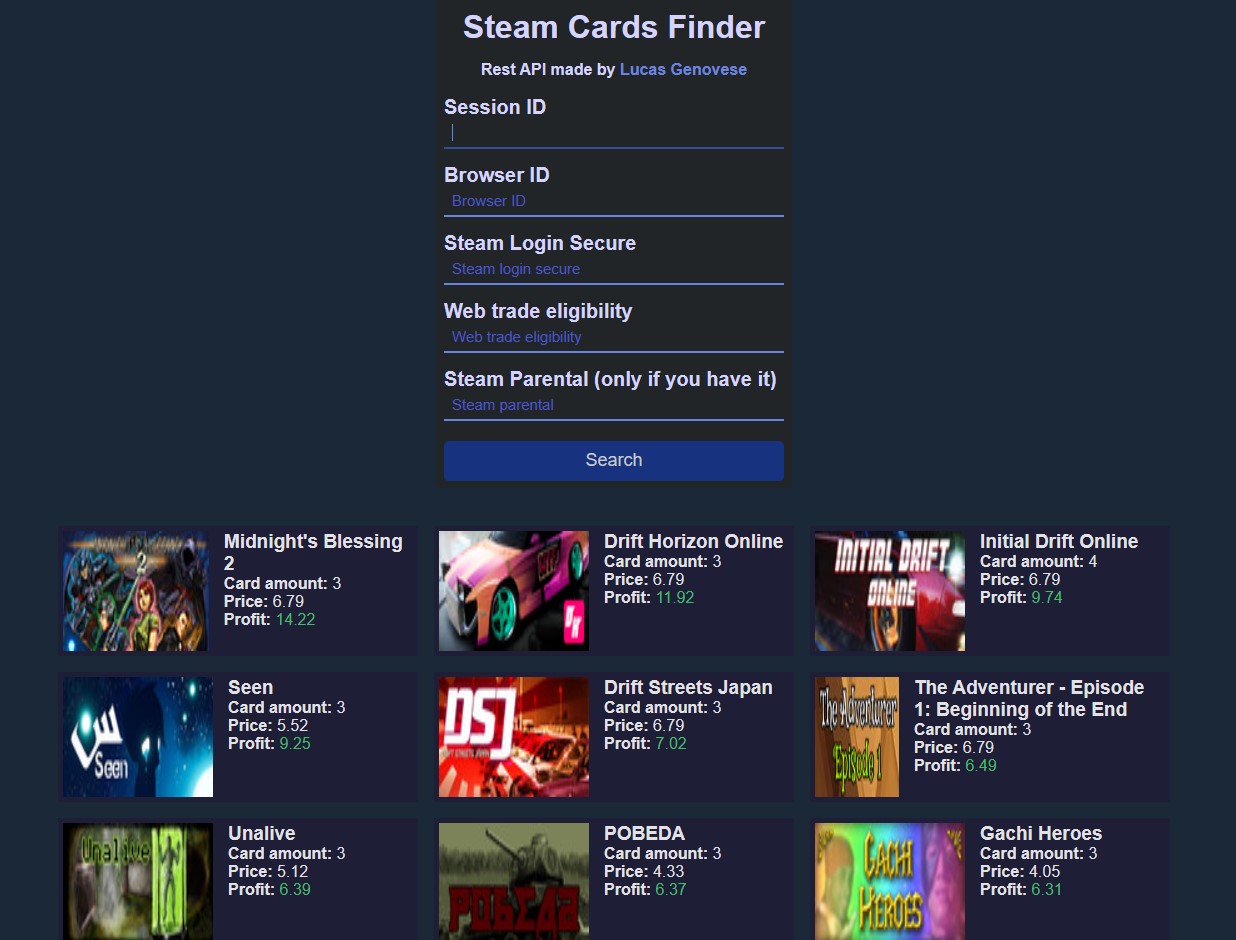 Steam Cards Finder
Rest API made by Lucas Genovese
Session ID
Browser ID
Browser ID
Steam Login Secure
Steam login secure
Web trade eligibility
Web trade eligibility
Steam Parental (only if you have it)
Steam parental
Search
2
Midnight's Blessing
2
Card amount: 3
Price: 6.79
Profit: 14.22
DK
Drift Horizon Online
Card amount: 3
Price: 6.79
Profit: 11.92
INITIAL DRIFT
ONLINE
Initial Drift Online
Card amount: 4
Price: 6.79
Profit: 9.74
Seen
Seen
Card amount: 3
Price: 5.52
Profit: 9.25
DSJ
DRIFT STREETS JAPAN
Drift Streets Japan
Card amount: 3
Price: 6.79
Profit: 7.02
The Adventurer
Episode 1
The Adventurer - Episode
1: Beginning of the End
Card amount: 3
Price: 6.79
Profit: 6.49
Unalive
Unalive
Card amount: 3
Price: 5.12
Profit: 6.39
POBEDA
Card amount: 3
Price: 4.33
Profit: 6.37
GACHI
HEROES
Gachi Heroes
Card amount: 3
Price: 4.05
Profit: 6.31